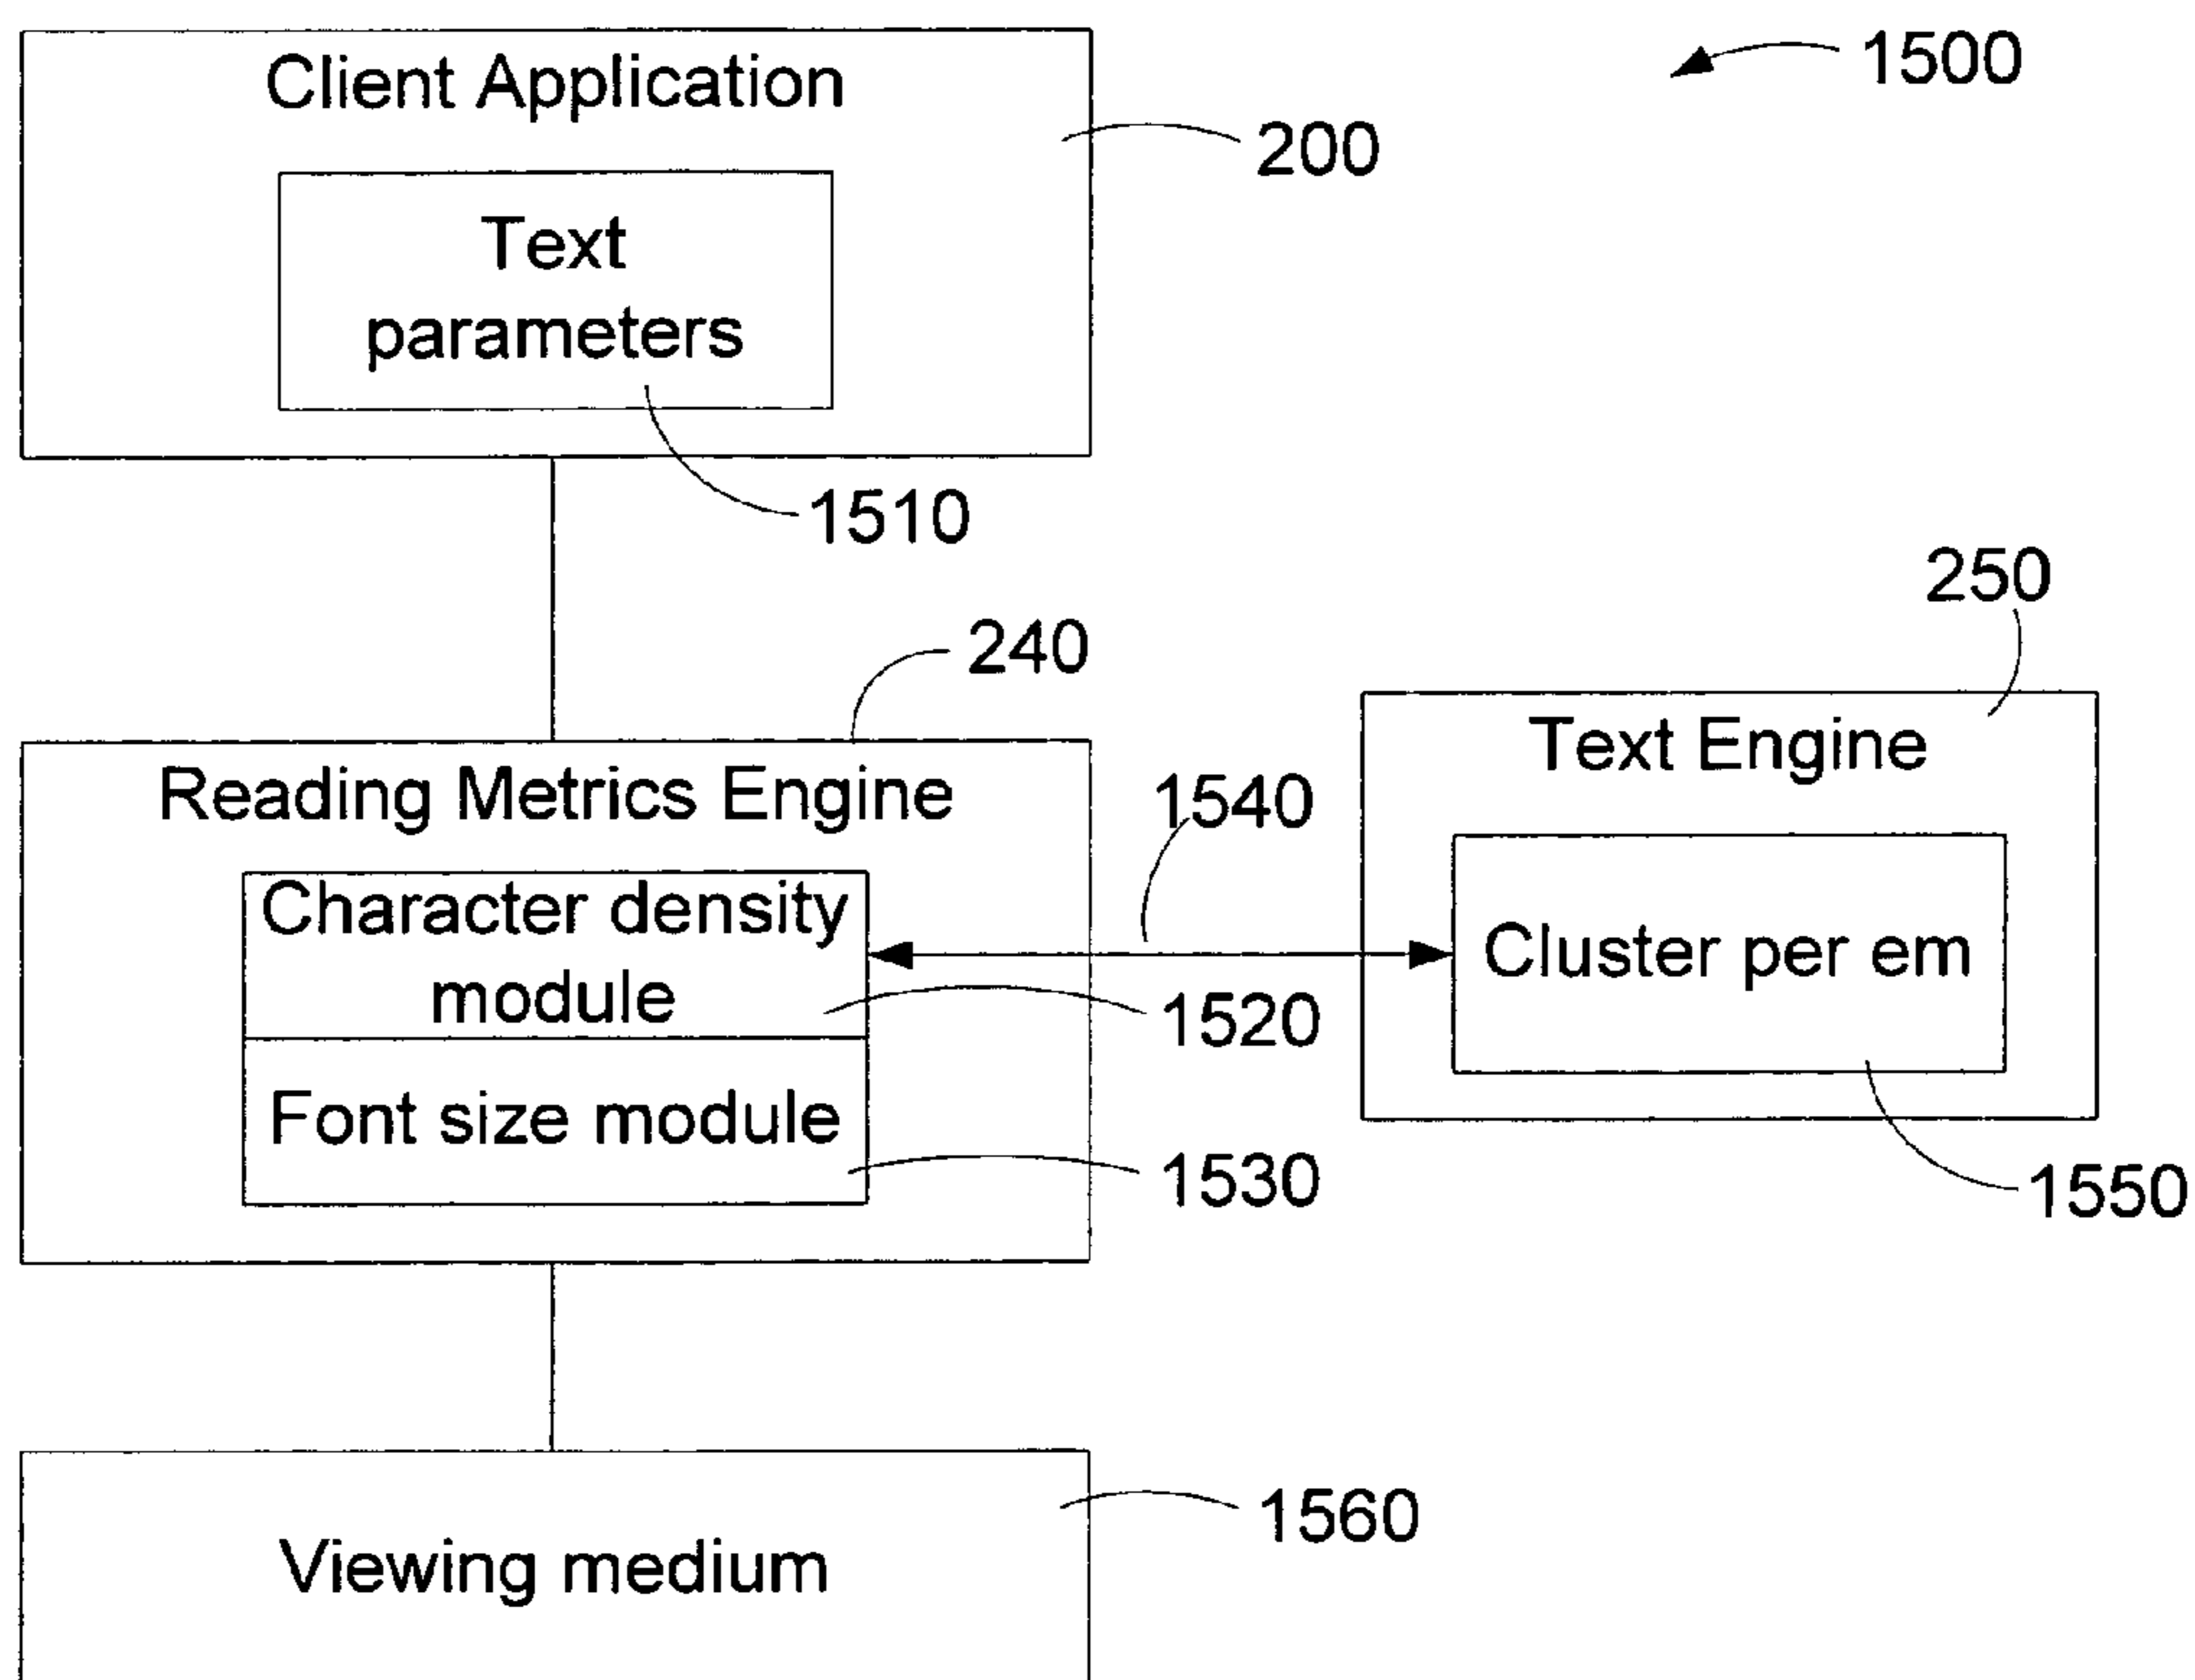 Client Application
1500
200
Text
parameters
1510
250
240
Text Engine
Reading Metrics Engine
1540
Character density
module
Cluster per em
1520
Font size module
1530
1550
1560
Viewing medium